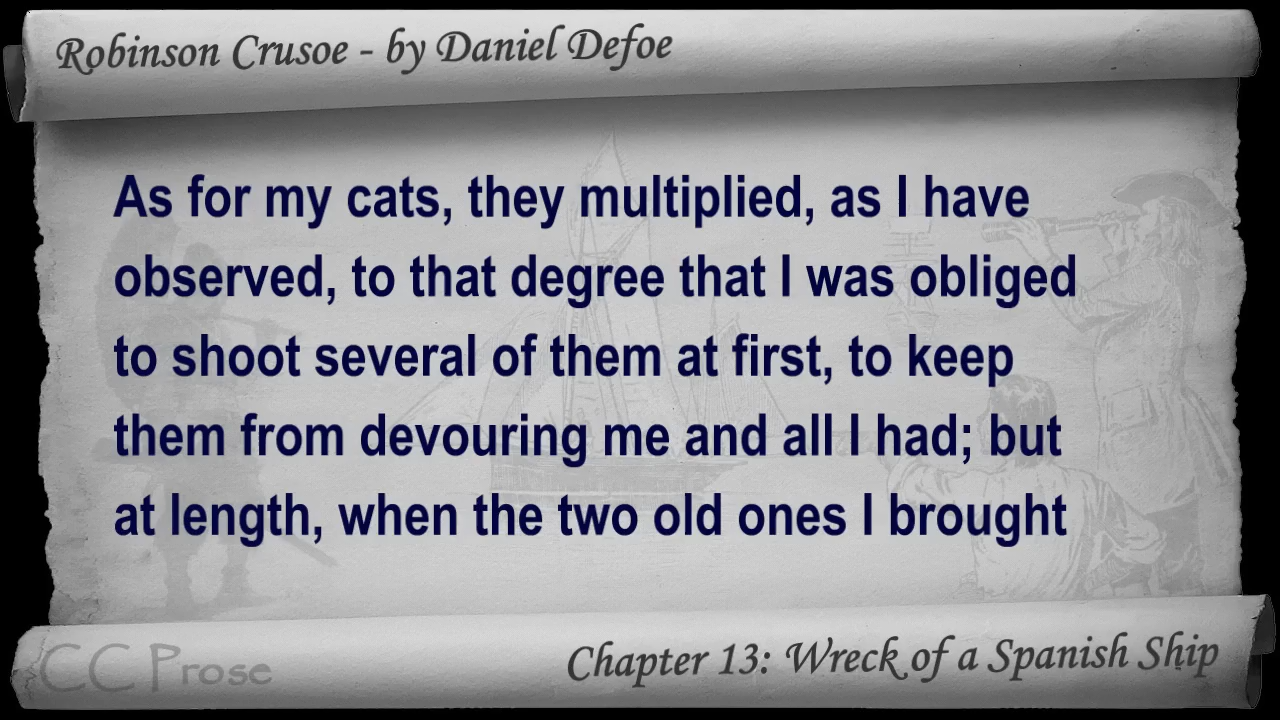 Robinson Crusoe - by Daniel Defoe
As for my cats, they multiplied, as I have
observed, to that degree that I was obliged
to shoot several of them at first, to keep
them from devouring me and all I had; but
at length, when the two old ones I brought
CC Prose
Chapter 13: Wreck of a Spanish Ship